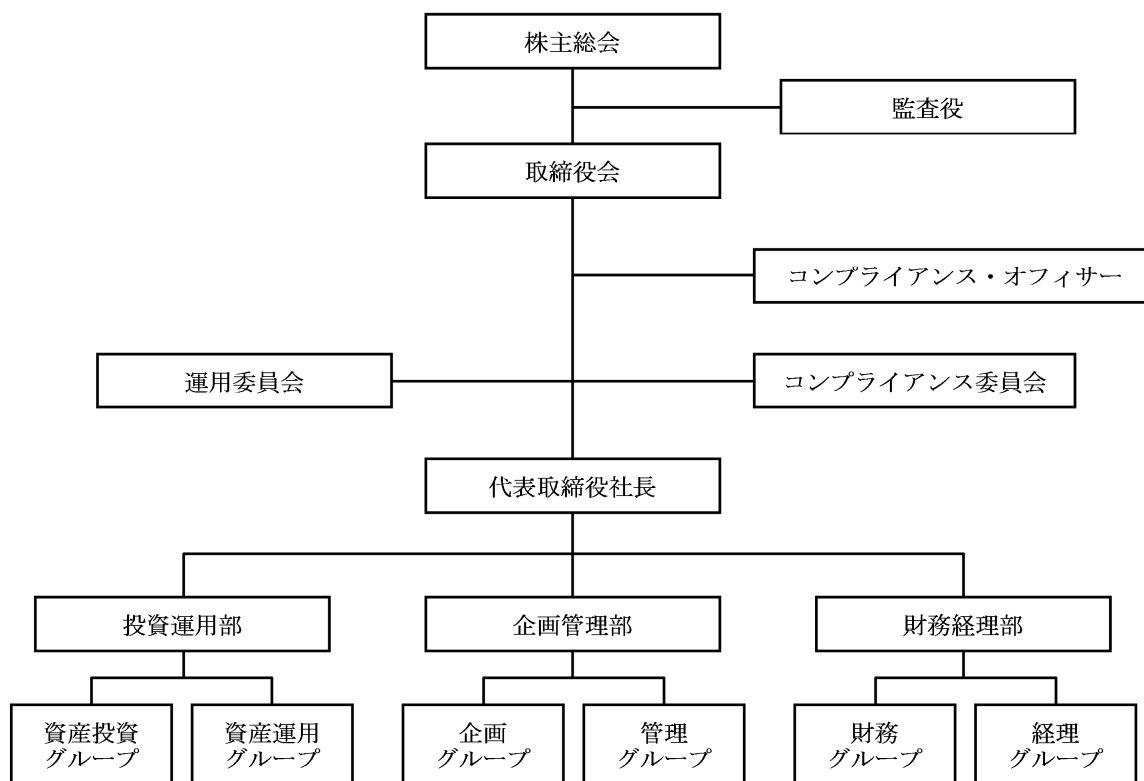 株主総会
監査役
取締役会
コンプライアンス・オフィサー
運用委員会
コンプライアンス委員会
代表取締役社長
投資運用部
企画管理部
財務経理部
資産投資
グループ
資産運用
グループ
企画
グループ
管理
グループ
財務
グループ
経理
グループ